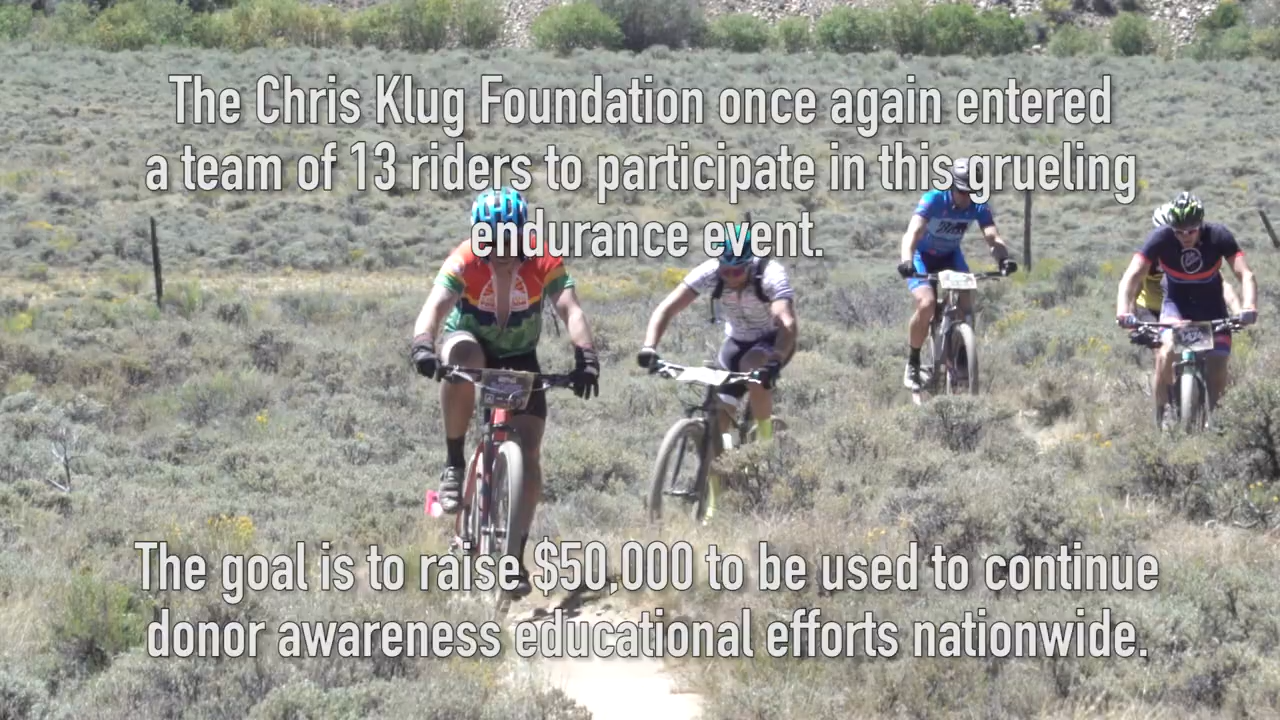 The Chris Klug Foundation once again entered
a team of 13 riders to participate in this grueling
endurance event.
The goal is to raise $50,000 to be used to continue
donor awareness educational efforts nationwide.